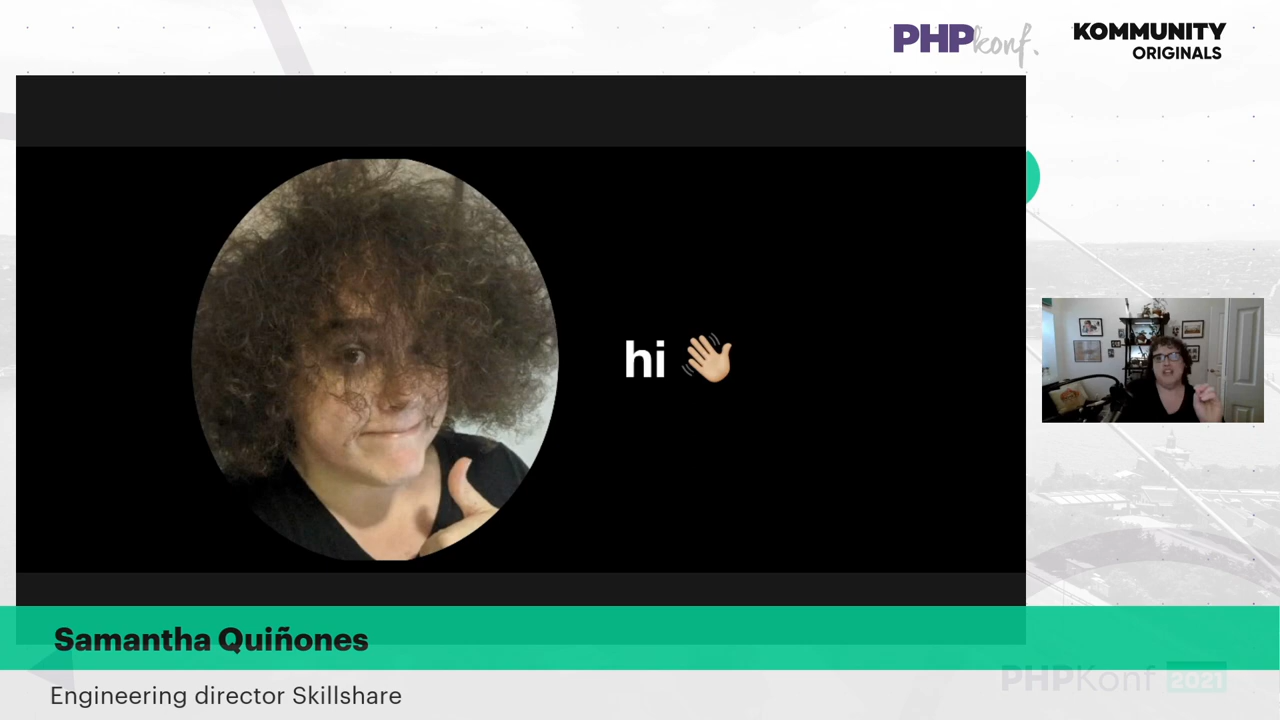 PHPkonf.
KOMMUNITY
ORIGINALS
hi 👋🏼
Samantha Quiñones
Engineering director Skillshare
PHPKonf 2021